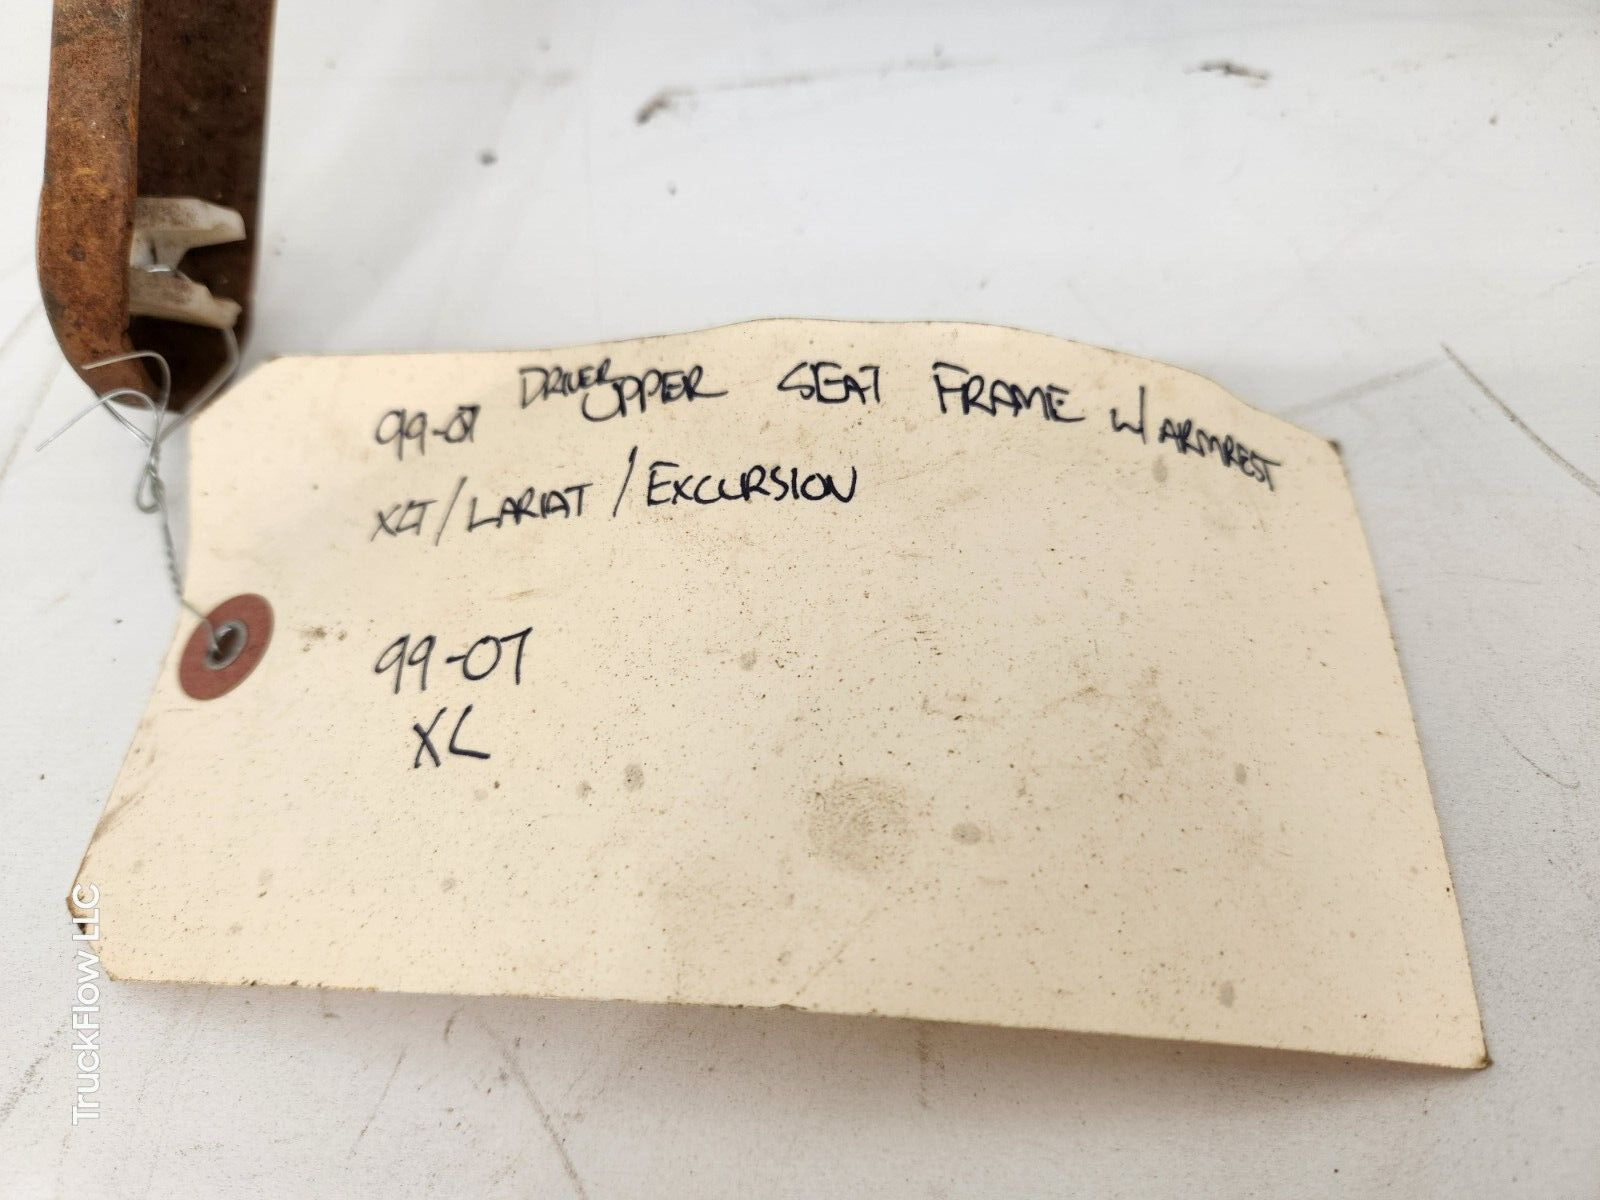 99-07 DRIVER UPPER SEAT FRAME W/ ARMREST
XLT/LARIAT/EXCURSION
99-07
XL
TruckFlow LLC